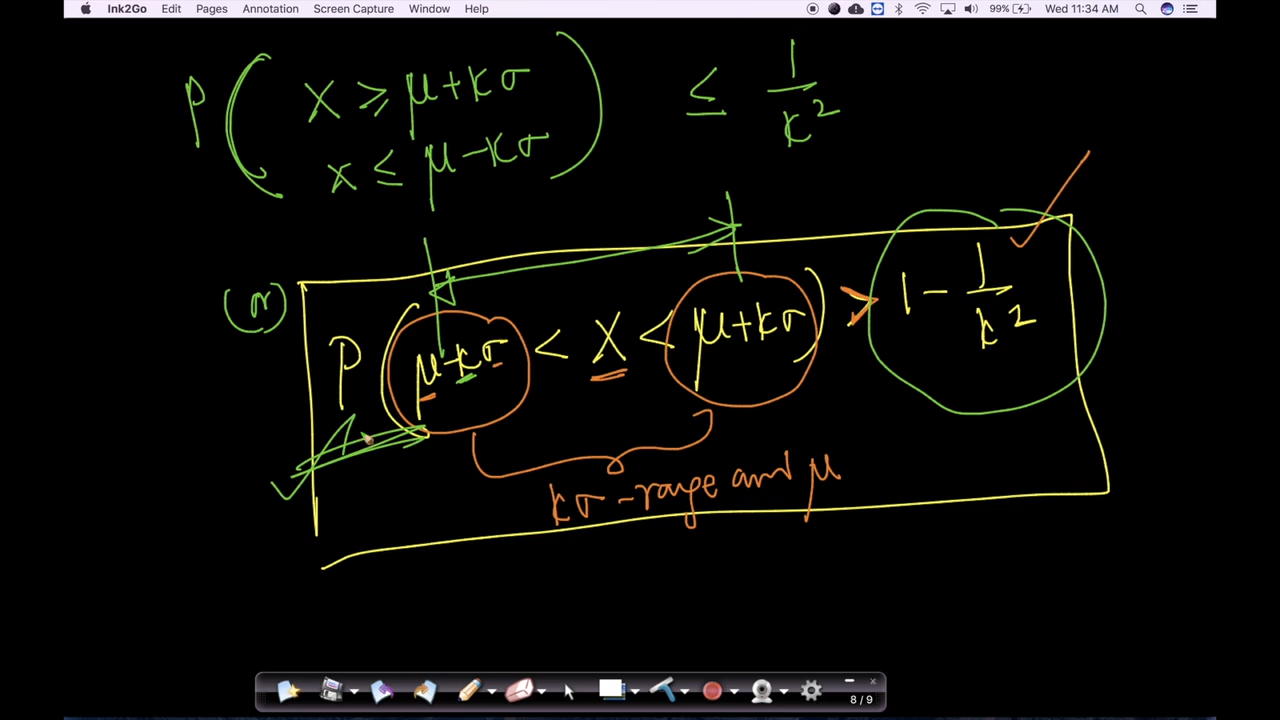 Ink2Go Edit Pages Annotation Screen Capture Window Help 99% Wed 11:34 AM
P ( X ≥ μ+kσ
x ≤ μ-kσ ) ≤ 1/k²
(or)
P ( μ-kσ < X < μ+kσ ) > 1 - 1/k²
kσ-range and μ
8/9